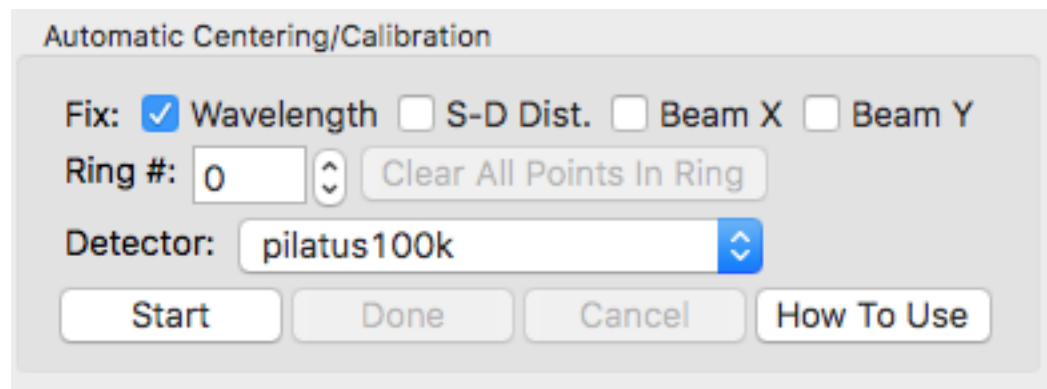 Automatic Centering/Calibration
Fix: Wavelength S-D Dist. Beam X Beam Y
Ring #: 0 Clear All Points In Ring
Detector: pilatus100k
Start Done Cancel How To Use